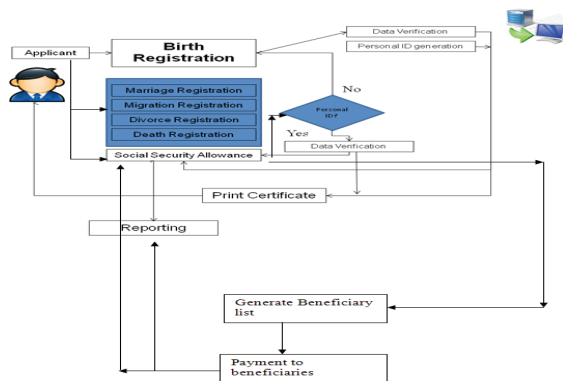 Applicant
Birth
Registration
Data Verification
Personal ID generation
Marriage Registration
Migration Registration
Divorce Registration
Death Registration
Social Security Allowance
No
Personal
ID?
Yes
Data Verification
Print Certificate
Reporting
Generate Beneficiary
list
Payment to
beneficiaries